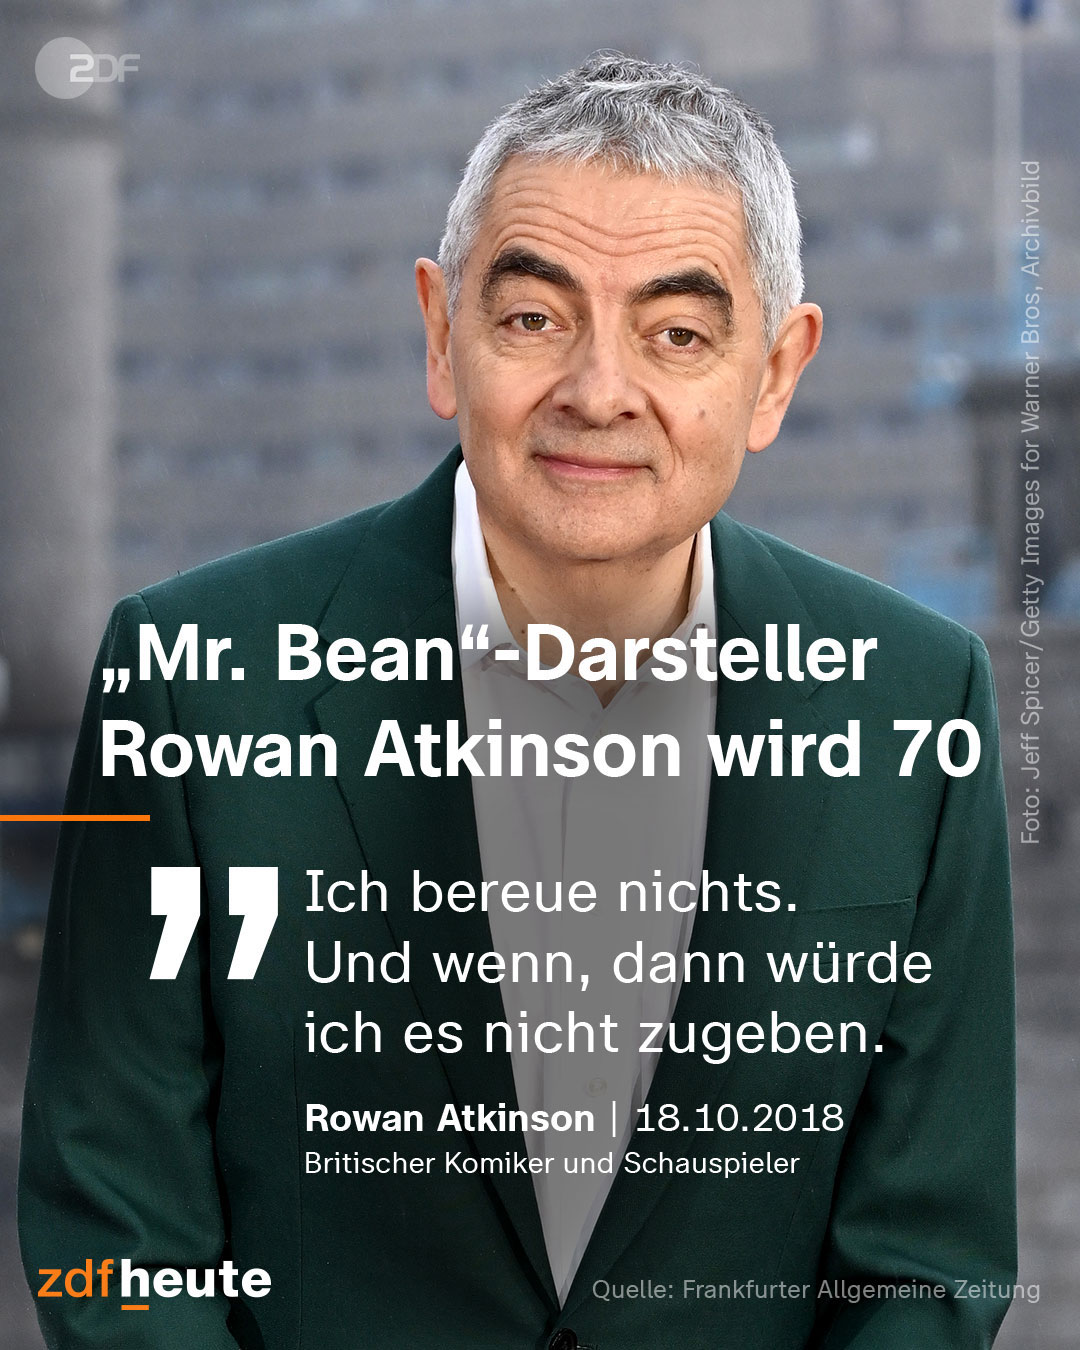 ZDF
Foto: Jeff Spicer/Getty Images for Warner Bros, Archivbild
„Mr. Bean“-Darsteller
Rowan Atkinson wird 70
”
Ich bereue nichts.
Und wenn, dann würde
ich es nicht zugeben.
Rowan Atkinson | 18.10.2018
Britischer Komiker und Schauspieler
zdfheute
Quelle: Frankfurter Allgemeine Zeitung